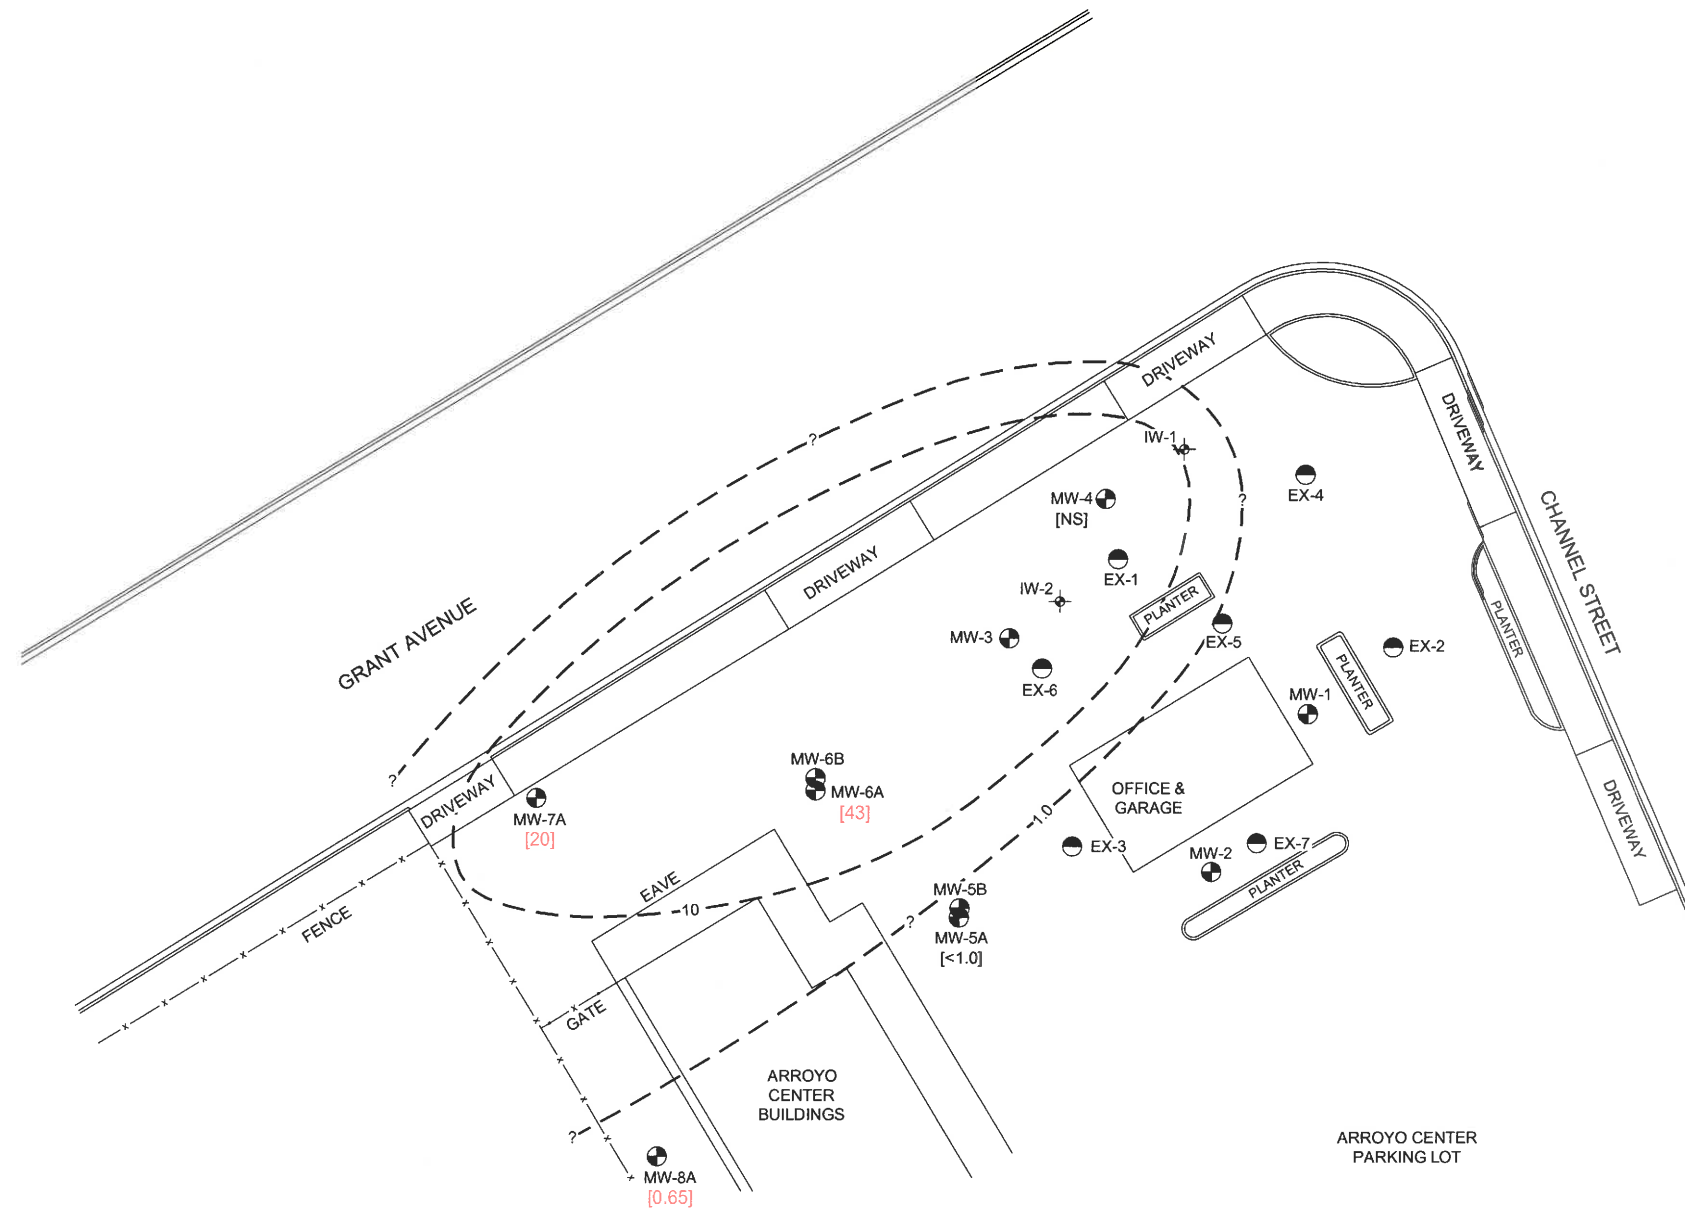 DRIVEWAY
?
IW-1
DRIVEWAY
MW-4
[NS]
EX-4
?
CHANNEL STREET
DRIVEWAY
EX-1
IW-2
PLANTER
PLANTER
GRANT AVENUE
MW-3
EX-5
EX-2
EX-6
PLANTER
MW-1
MW-6B
MW-6A
[43]
?
DRIVEWAY
MW-7A
[20]
OFFICE &
GARAGE
1.0
DRIVEWAY
EX-3
EX-7
MW-2
PLANTER
EAVE
10
MW-5B
MW-5A
[<1.0]
?
FENCE
GATE
ARROYO
CENTER
BUILDINGS
?
MW-8A
[0.65]
ARROYO CENTER
PARKING LOT